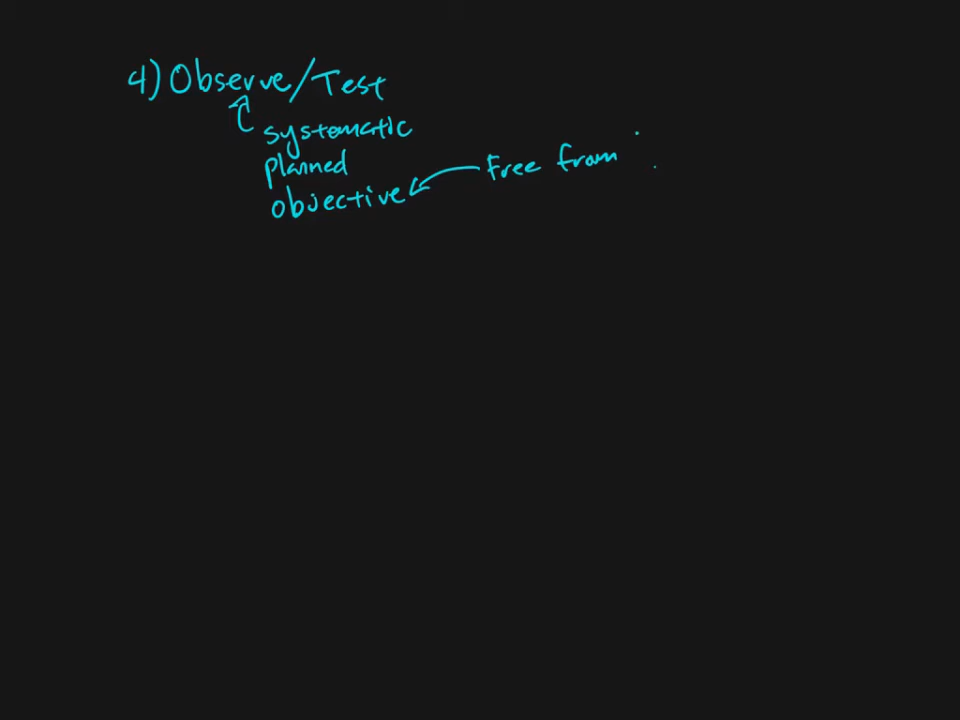 4) Observe/Test
systematic
planned
objective Free from